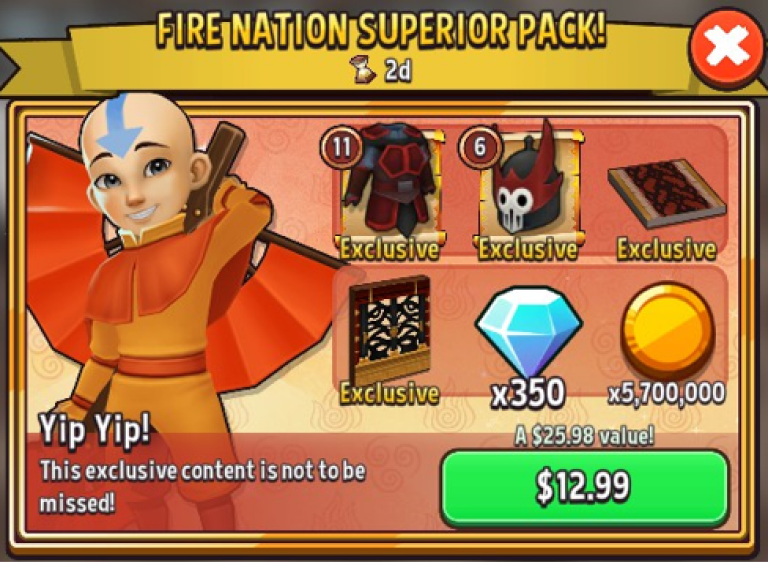 FIRE NATION SUPERIOR PACK!
2d
11
6
Exclusive
Exclusive
Exclusive
Exclusive
x350
x5,700,000
Yip Yip!
This exclusive content is not to be
missed!
A $25.98 value!
$12.99